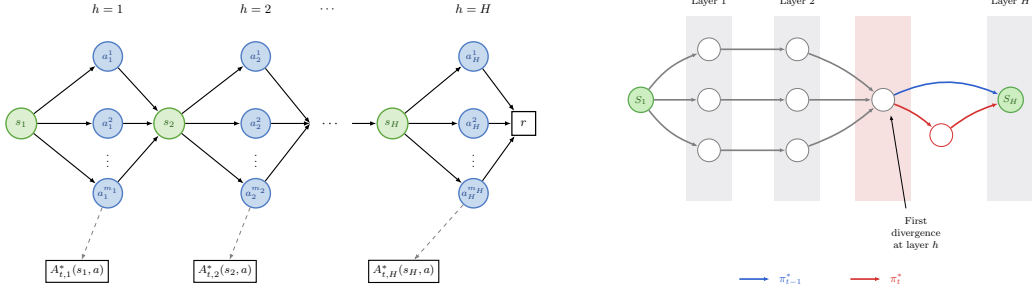 h = 1
h = 2
· · ·
h = H
a_1^1
a_2^1
a_H^1
s_1
a_1^2
s_2
a_2^2
· · ·
s_H
a_H^2
r
⋮
⋮
⋮
a_1^{m_1}
a_2^{m_2}
a_H^{m_H}
A^*_{t,1}(s_1, a)
A^*_{t,2}(s_2, a)
A^*_{t,H}(s_H, a)
Layer 1
Layer 2
Layer H
S_1
S_H
First
divergence
at layer h
π^*_{t−1}
π^*_t